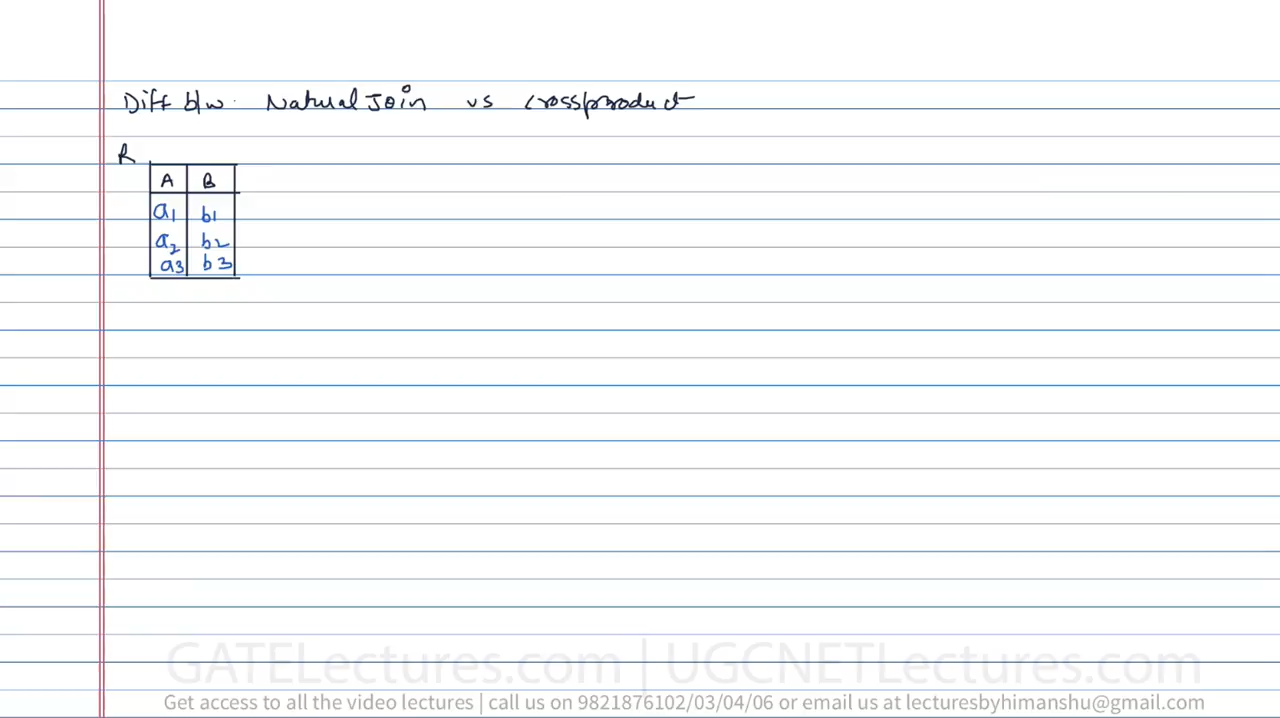 Diff b/w. Natural Join vs crossproduct
R
A B
a1 b1
a2 b2
a3 b3
GATELectures.com | UGCNETLectures.com
Get access to all the video lectures | call us on 9821876102/03/04/06 or email us at lecturesbyhimanshu@gmail.com